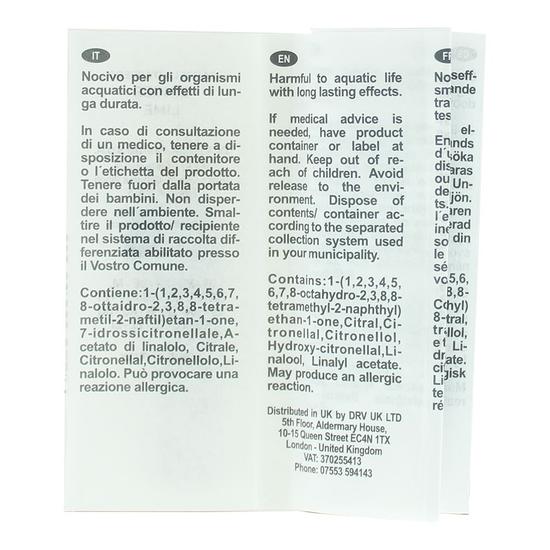 IT
Nocivo per gli organismi
acquatici con effetti di lun-
ga durata.
In caso di consultazione
di un medico, tenere a di-
sposizione il contenitore
o l´etichetta del prodotto.
Tenere fuori dalla portata
dei bambini. Non disper-
dere nell´ambiente. Smal-
tire il prodotto/ recipiente
nel sistema di raccolta dif-
ferenziata abilitato presso
il Vostro Comune.
Contiene:1-(1,2,3,4,5,6,7,
8-ottaidro-2,3,8,8-tetra-
metil-2-naftil)etan-1-one,
7-idrossicitronellale,A-
cetato di linalolo, Citrale,
Citronellal,Citronellolo,Li-
nalolo. Può provocare una
reazione allergica.
EN
Harmful to aquatic life
with long lasting effects.
If medical advice is
needed, have product
container or label at
hand. Keep out of re-
ach of children. Avoid
release to the envi-
ronment. Dispose of
contents/ container ac-
cording to the separated
collection system used
in your municipality.
Contains:1-(1,2,3,4,5,
6,7,8-octahydro-2,3,8,8-
tetramethyl-2-naphthyl)
ethan-1-one,Citral,Ci-
tronellal,Citronellol,
Hydroxy-citronellal,Li-
nalool, Linalyl acetate.
May produce an allergic
reaction.
Distributed in UK by DRV UK LTD
5th Floor, Aldermary House,
10-15 Queen Street EC4N 1TX
London - United Kingdom
VAT: 370255413
Phone: 07553 594143